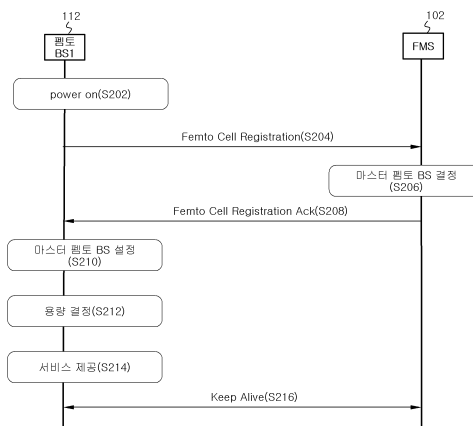 112
102
펨토
BS1
FMS
power on(S202)
Femto Cell Registration(S204)
마스터 펨토 BS 결정
(S206)
Femto Cell Registration Ack(S208)
마스터 펨토 BS 설정
(S210)
용량 결정(S212)
서비스 제공(S214)
Keep Alive(S216)